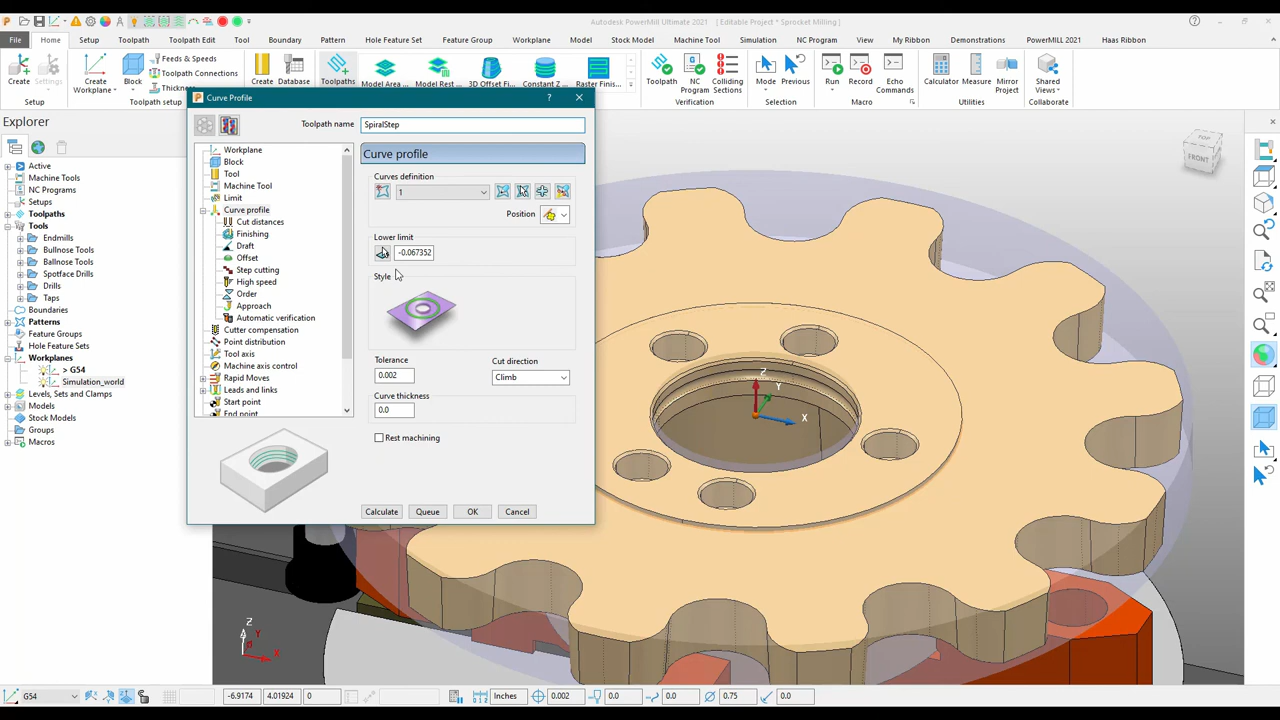 Autodesk PowerMill Ultimate 2021 [ Editable Project * Sprocket Milling ]
File Home Setup Toolpath Toolpath Edit Tool Boundary Pattern Hole Feature Set Feature Group Workplane Model Stock Model Machine Tool Simulation NC Program View My Ribbon Demonstrations PowerMILL 2021 Haas Ribbon
Create Settings Create Workplane Block Feeds & Speeds Toolpath Connections Thickness Create Database Toolpaths Model Area ... Model Rest ... 3D Offset Fi... Constant Z ... Raster Finish... Toolpath NC Program Colliding Sections Mode Previous Run Record Echo Commands Calculator Measure Mirror Project Shared Views
Setup Toolpath setup Verification Selection Macro Utilities Collaborate
Explorer
Active
Machine Tools
NC Programs
Setups
Toolpaths
Tools
Endmills
Bullnose Tools
Ballnose Tools
Spotface Drills
Drills
Taps
Boundaries
Patterns
Feature Groups
Hole Feature Sets
Workplanes
> G54
Simulation_world
Levels, Sets and Clamps
Models
Stock Models
Groups
Macros
Curve Profile
? ×
Toolpath name SpiralStep
Workplane
Block
Tool
Machine Tool
Limit
Curve profile
Cut distances
Finishing
Draft
Offset
Step cutting
High speed
Order
Approach
Automatic verification
Cutter compensation
Point distribution
Tool axis
Machine axis control
Rapid Moves
Leads and links
Start point
End point
Curve profile
Curves definition
1
Position
Lower limit
-0.067352
Style
Tolerance Cut direction
0.002 Climb
Curve thickness
0.0
Rest machining
Calculate Queue OK Cancel
TOP
FRONT
Z
Y
X
Z
Y
X
G54 -6.9174 4.01924 0 Inches 0.002 0.0 0.0 0.75 0.0